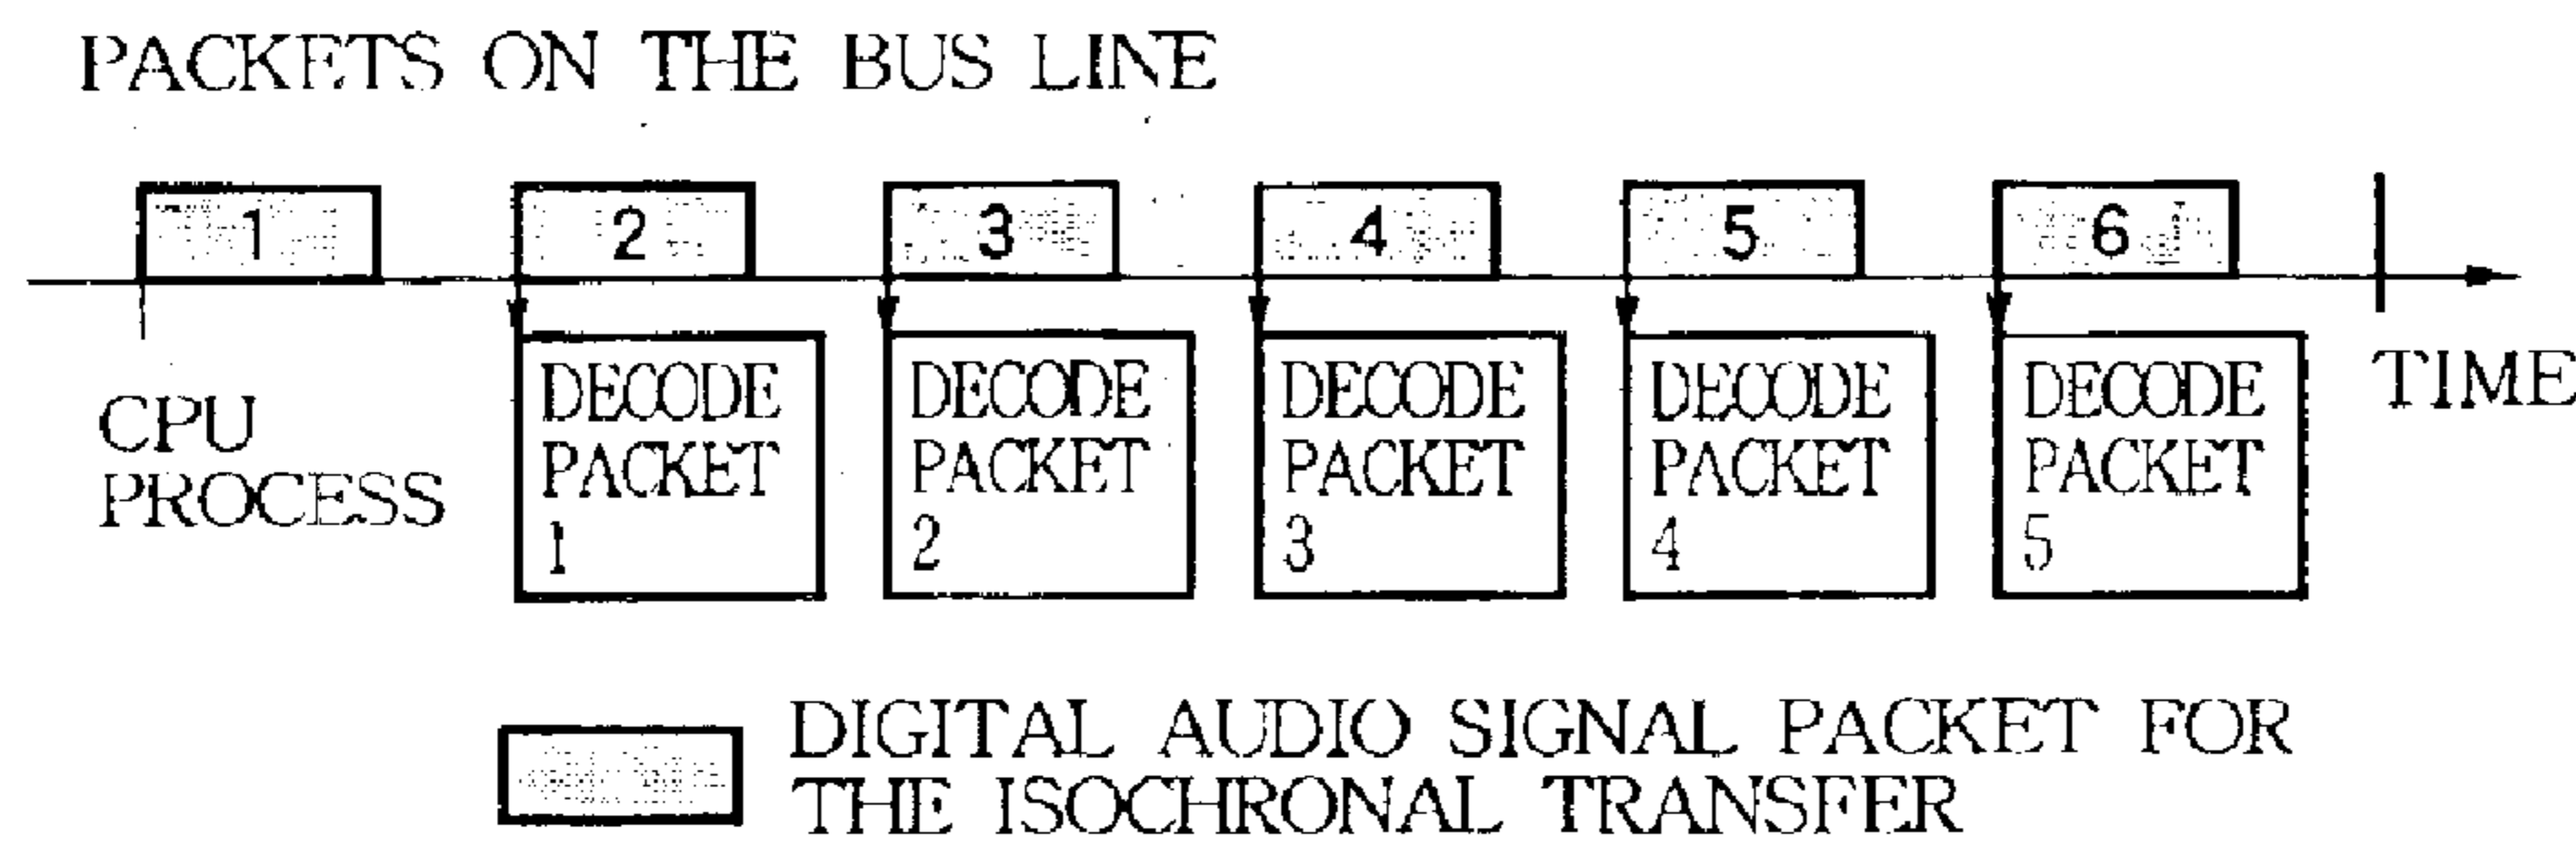 PACKETS ON THE BUS LINE
1 2 3 4 5 6
TIME
CPU
PROCESS
DECODE
PACKET
1
DECODE
PACKET
2
DECODE
PACKET
3
DECODE
PACKET
4
DECODE
PACKET
5
DIGITAL AUDIO SIGNAL PACKET FOR
THE ISOCHRONAL TRANSFER